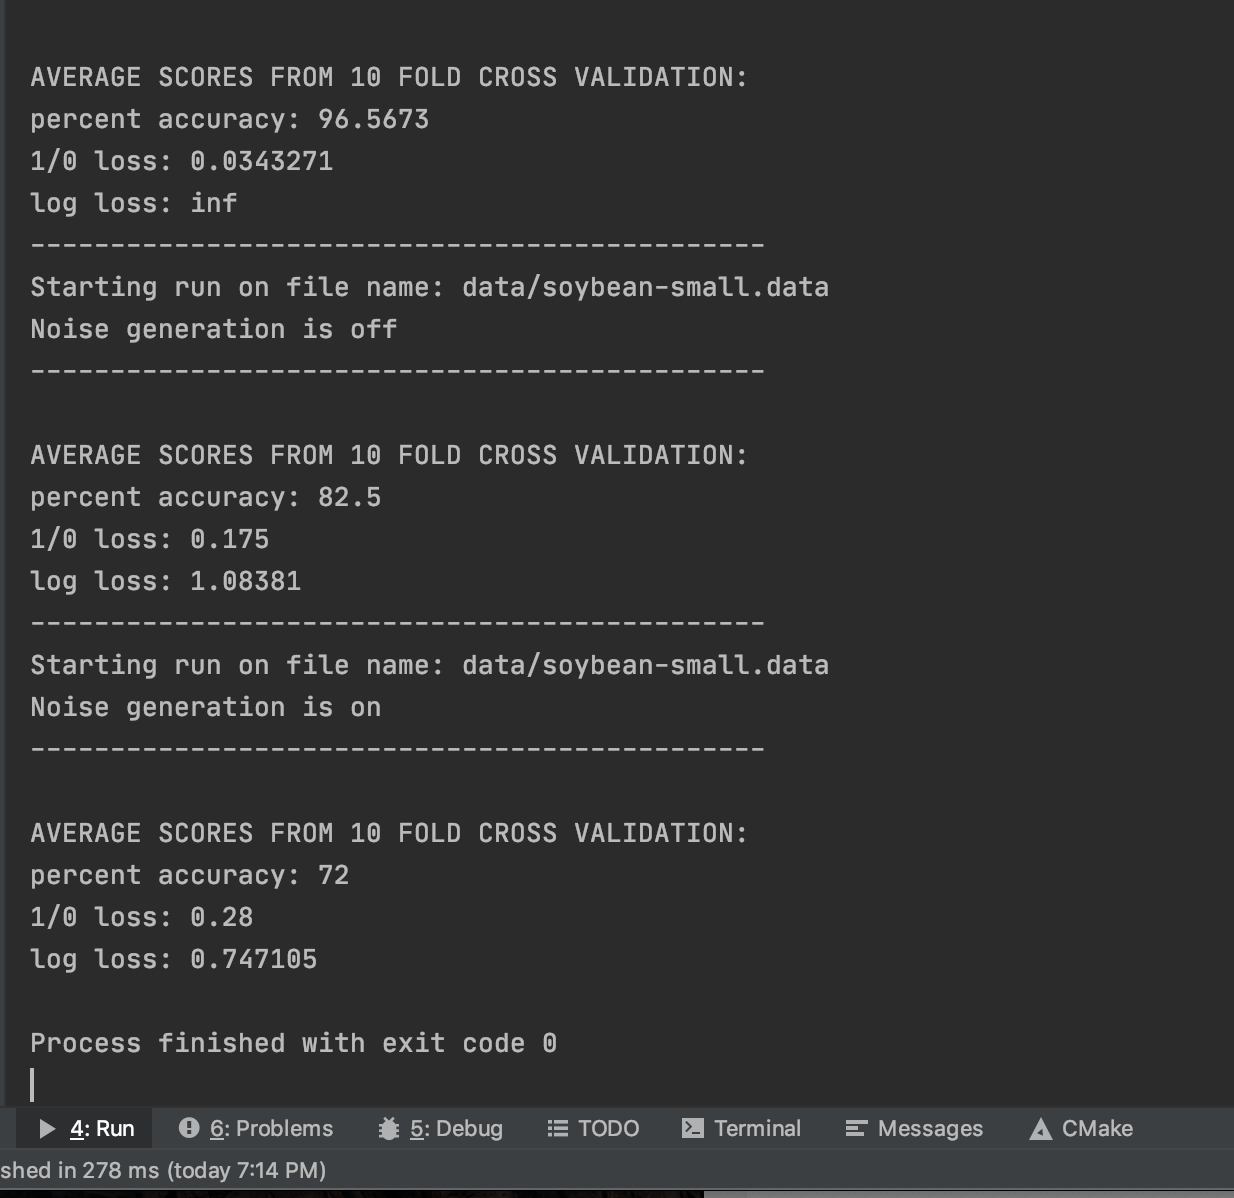 AVERAGE SCORES FROM 10 FOLD CROSS VALIDATION:
percent accuracy: 96.5673
1/0 loss: 0.0343271
log loss: inf
----------------------------------------------
Starting run on file name: data/soybean-small.data
Noise generation is off
----------------------------------------------
AVERAGE SCORES FROM 10 FOLD CROSS VALIDATION:
percent accuracy: 82.5
1/0 loss: 0.175
log loss: 1.08381
----------------------------------------------
Starting run on file name: data/soybean-small.data
Noise generation is on
----------------------------------------------
AVERAGE SCORES FROM 10 FOLD CROSS VALIDATION:
percent accuracy: 72
1/0 loss: 0.28
log loss: 0.747105
Process finished with exit code 0
4: Run 6: Problems 5: Debug TODO Terminal Messages CMake
shed in 278 ms (today 7:14 PM)